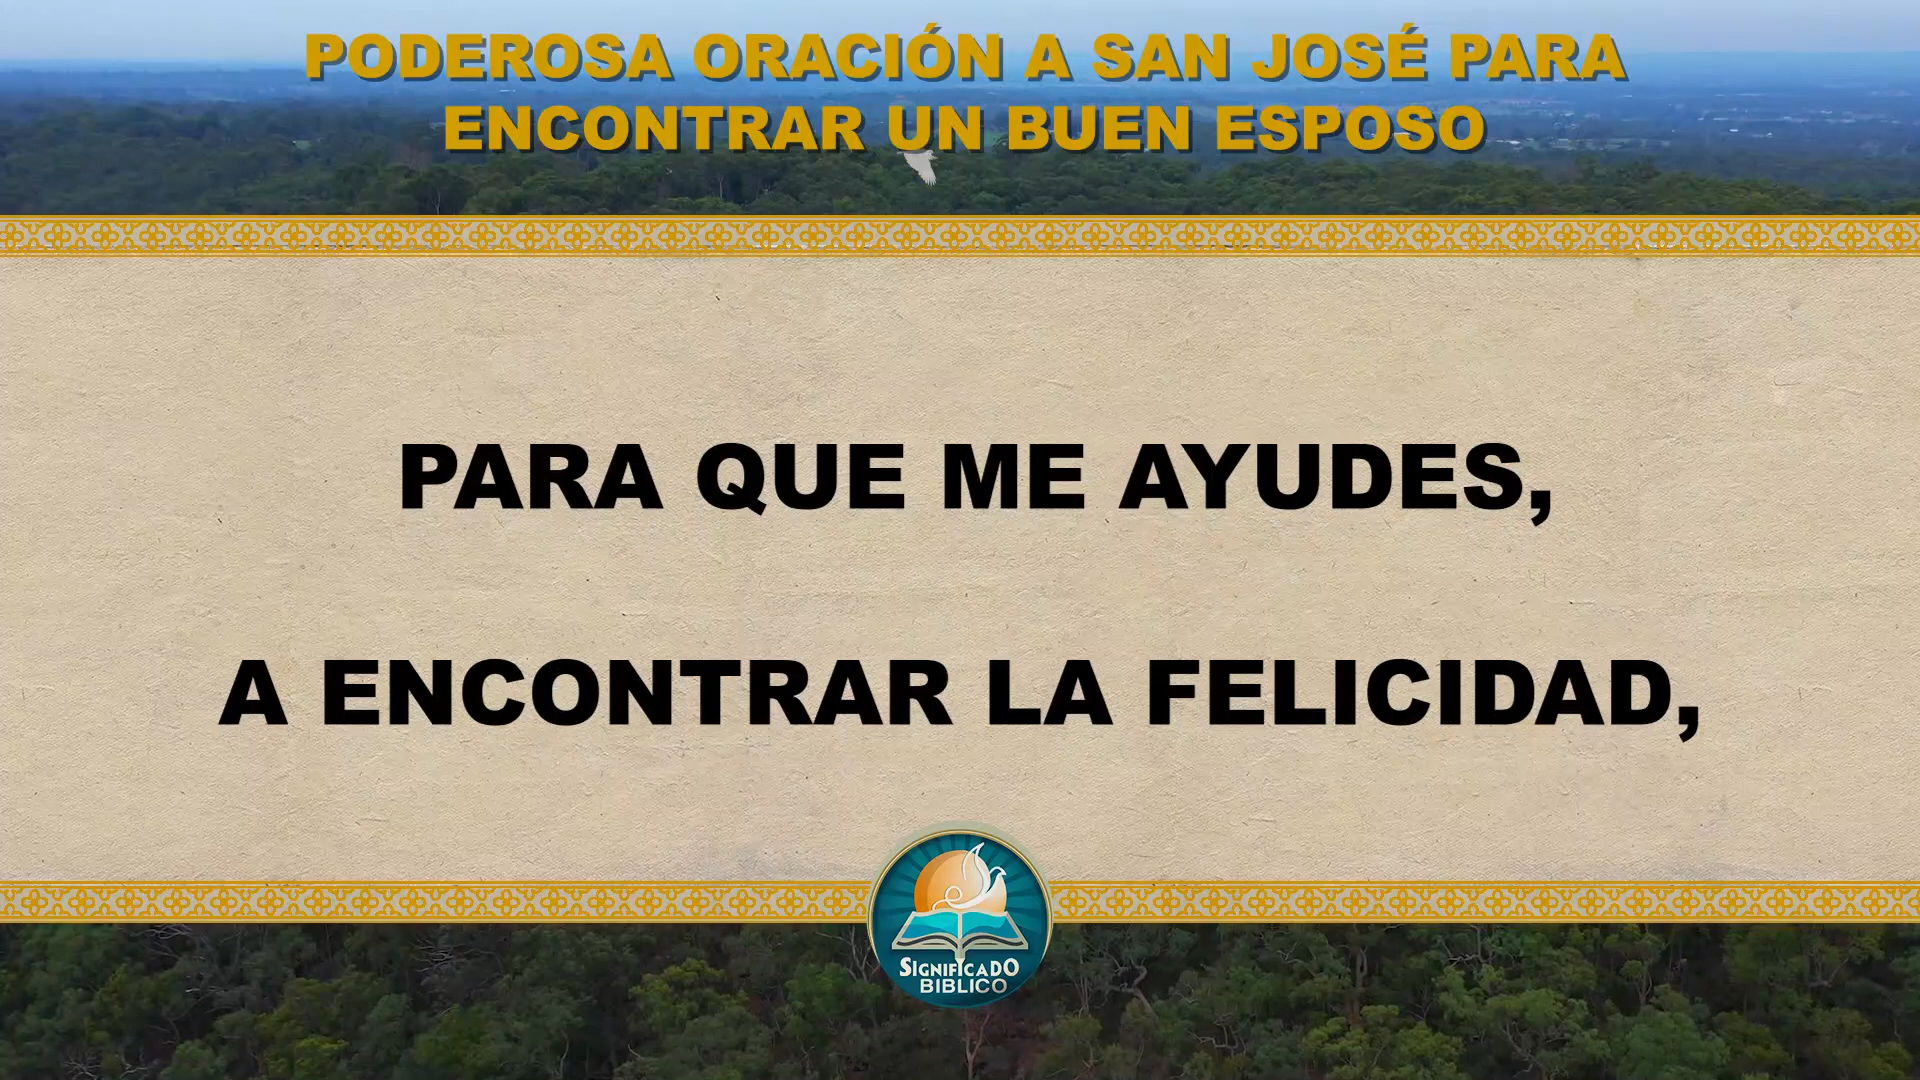 PODEROSA ORACIÓN A SAN JOSÉ PARA
ENCONTRAR UN BUEN ESPOSO
PARA QUE ME AYUDES,
A ENCONTRAR LA FELICIDAD,
SIGNIFICADO
BIBLICO